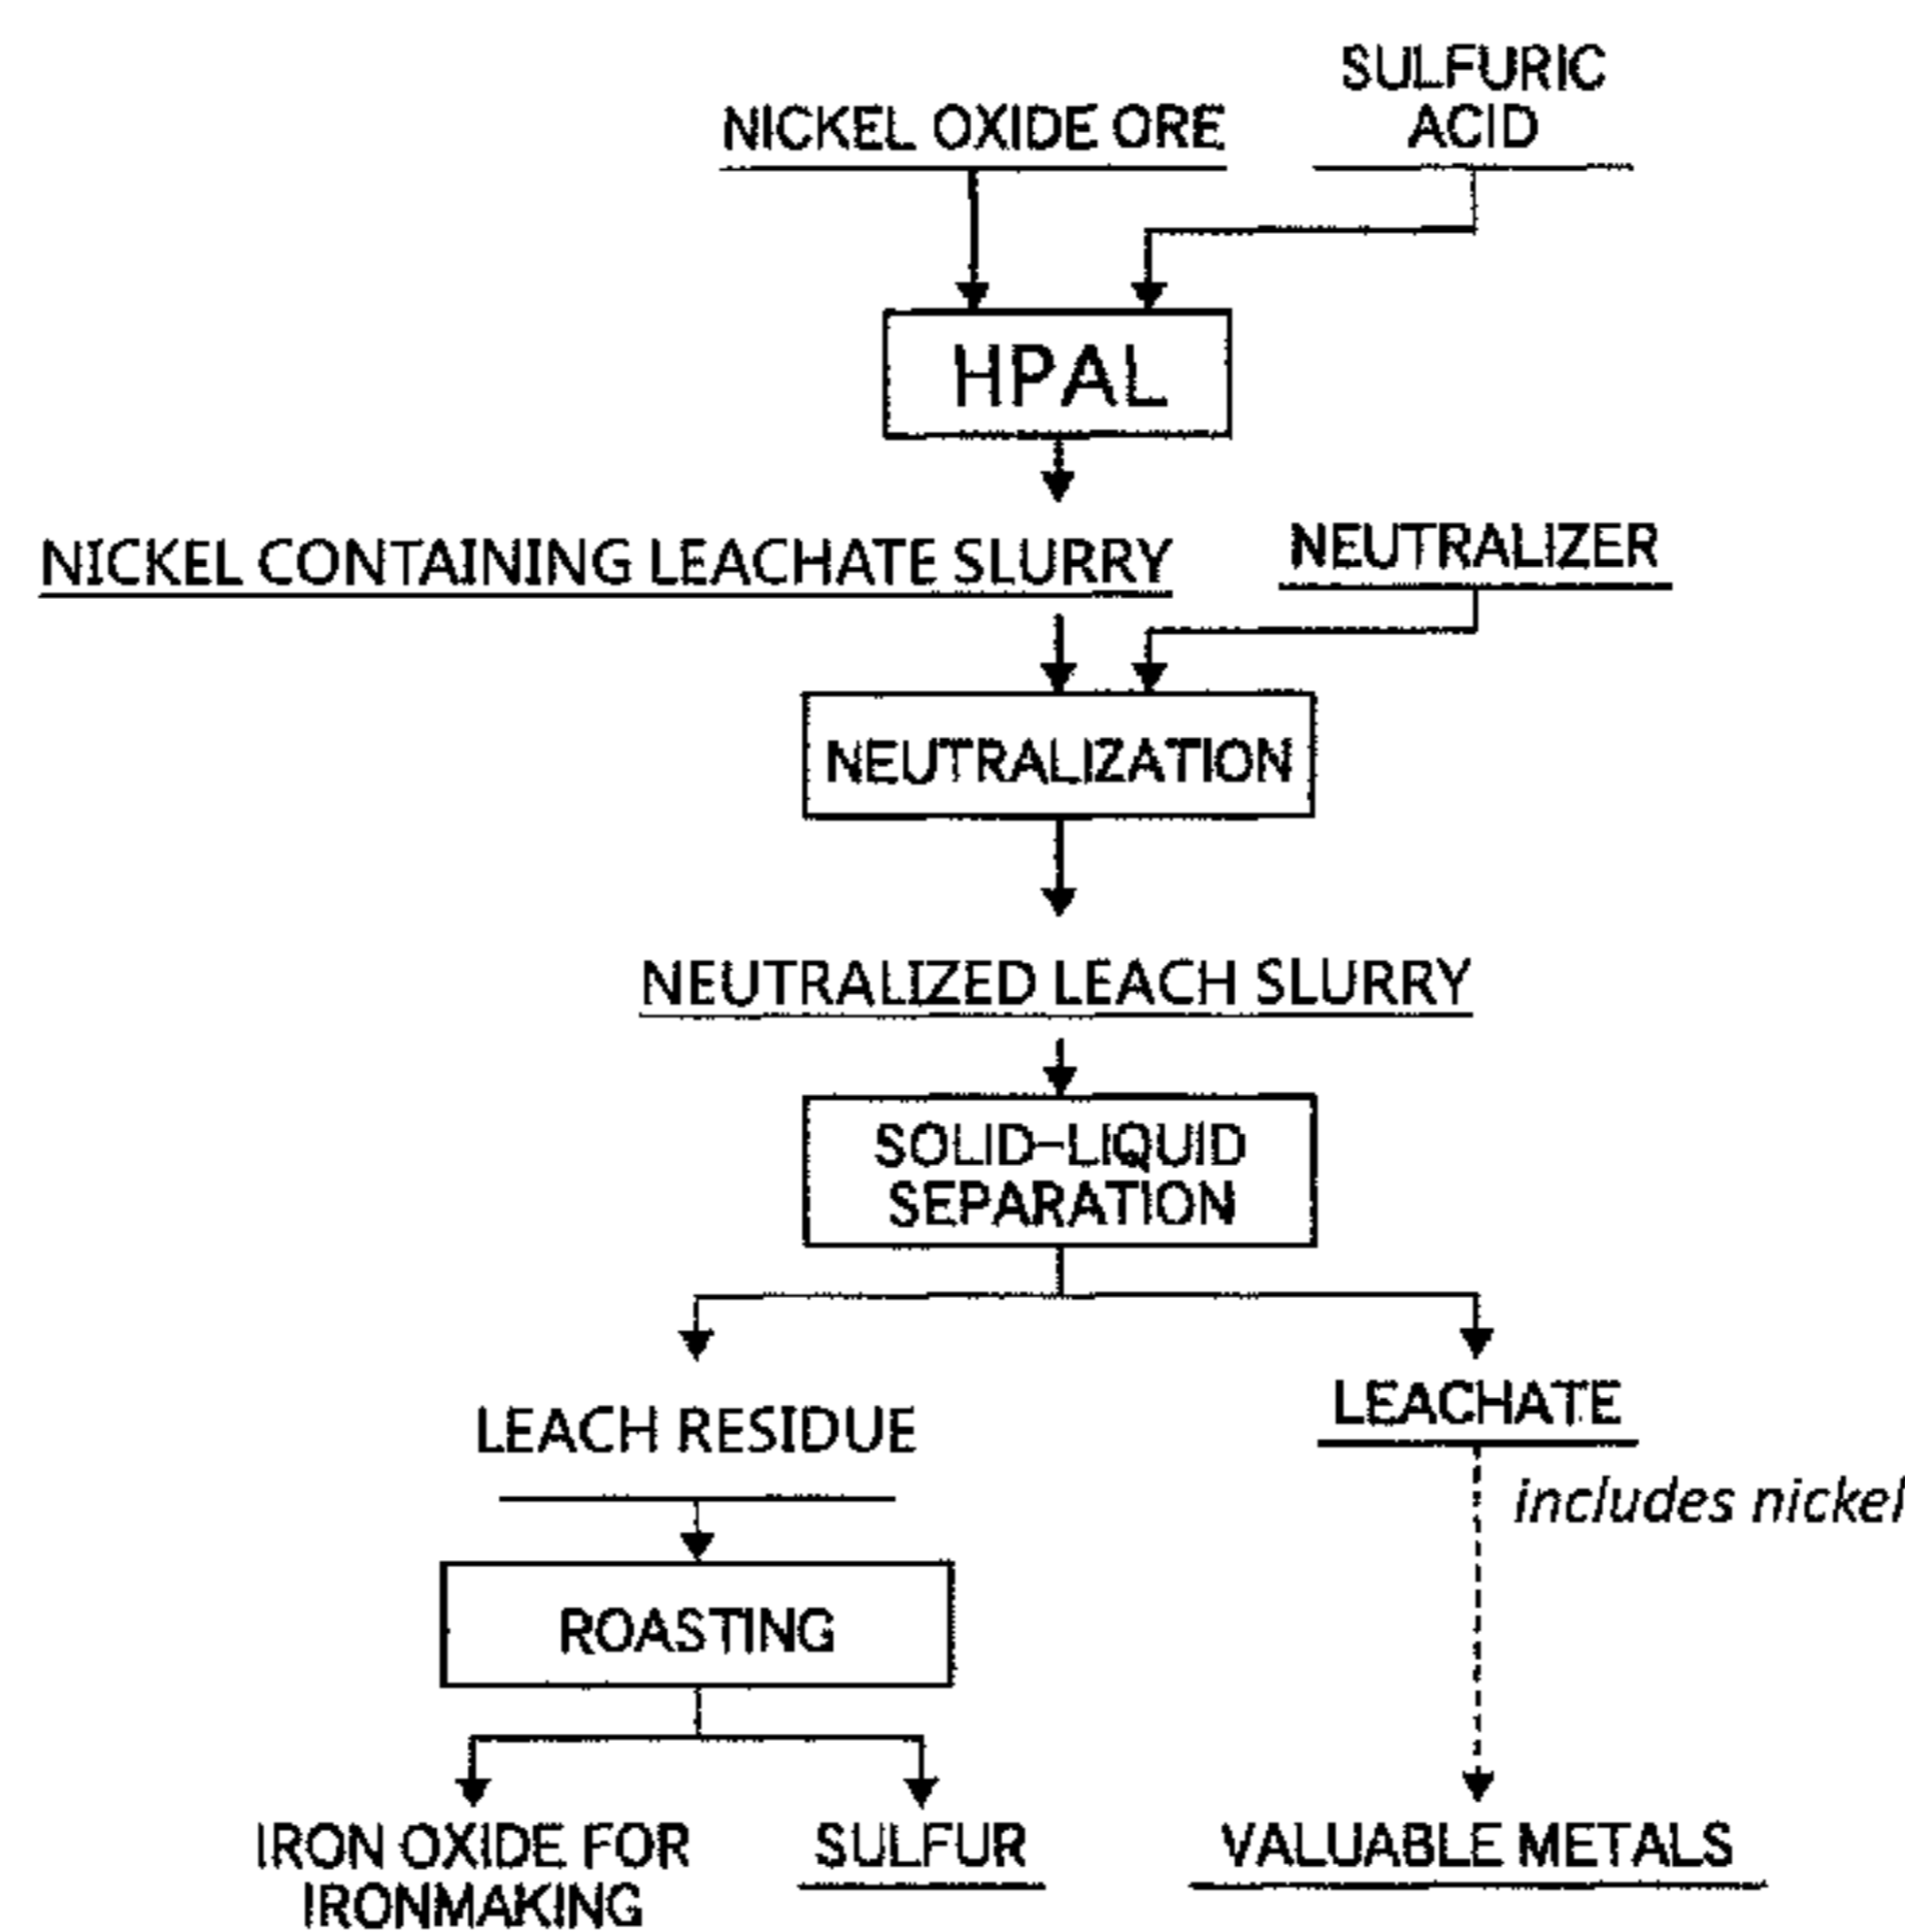 SULFURIC
ACID
NICKEL OXIDE ORE
HPAL
NICKEL CONTAINING LEACHATE SLURRY
NEUTRALIZER
NEUTRALIZATION
NEUTRALIZED LEACH SLURRY
SOLID-LIQUID
SEPARATION
LEACH RESIDUE
LEACHATE
includes nickel
ROASTING
IRON OXIDE FOR
IRONMAKING
SULFUR
VALUABLE METALS